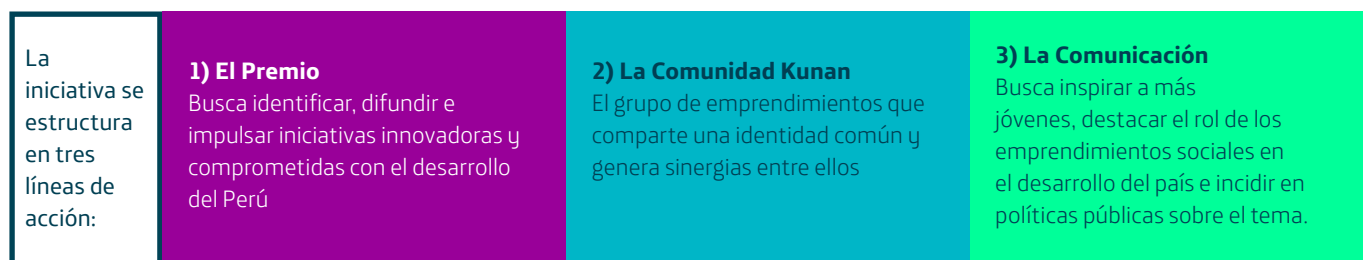 La
iniciativa se
estructura
en tres
líneas de
acción:
1) El Premio
Busca identificar, difundir e
impulsar iniciativas innovadoras y
comprometidas con el desarrollo
del Perú
2) La Comunidad Kunan
El grupo de emprendimientos que
comparte una identidad común y
genera sinergias entre ellos
3) La Comunicación
Busca inspirar a más
jóvenes, destacar el rol de los
emprendimientos sociales en
el desarrollo del país e incidir en
políticas públicas sobre el tema.